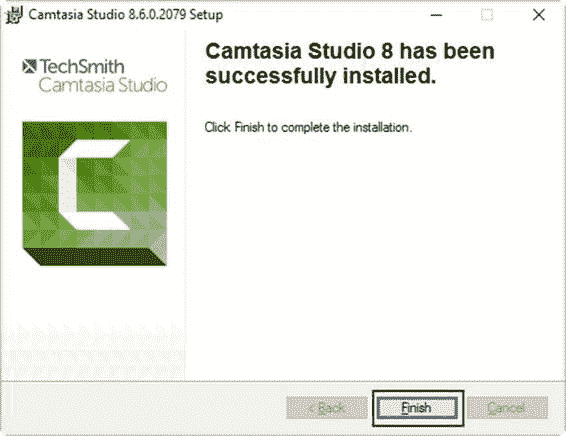 Camtasia Studio 8.6.0.2079 Setup
TechSmith
Camtasia Studio
Camtasia Studio 8 has been
successfully installed.
Click Finish to complete the installation.
< Back
Finish
Cancel